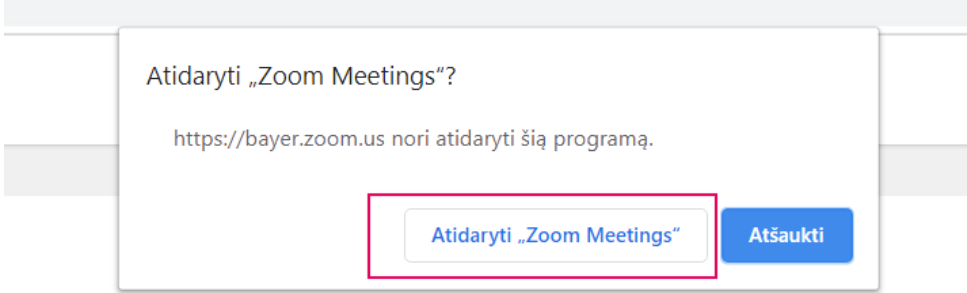 Atidaryti „Zoom Meetings“?
https://bayer.zoom.us nori atidaryti šią programą.
Atidaryti „Zoom Meetings“ Atšaukti